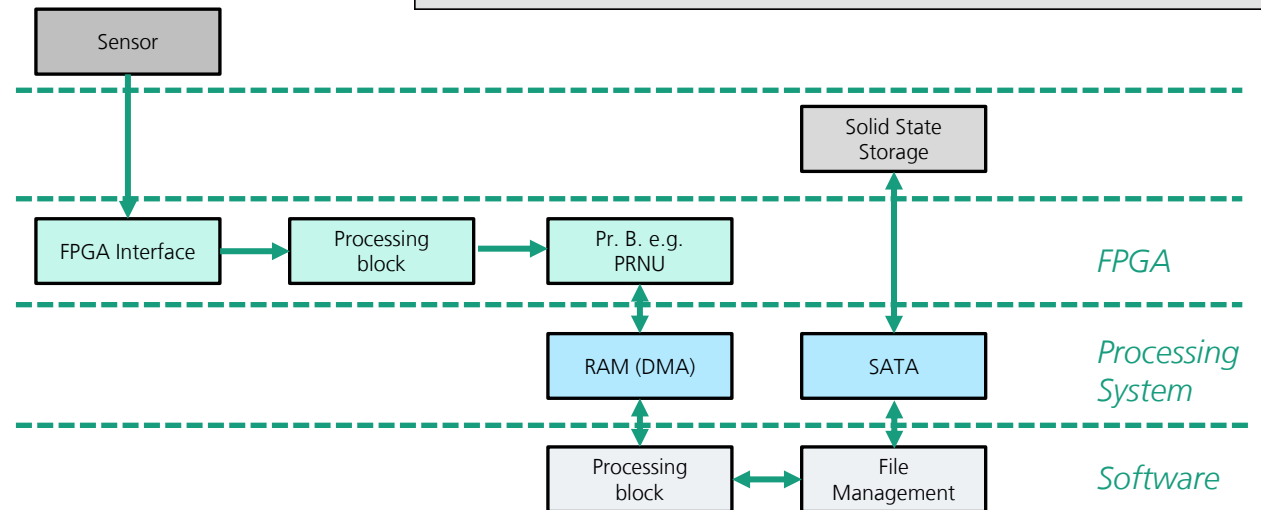 Sensor
Solid State
Storage
FPGA Interface
Processing
block
Pr. B. e.g.
PRNU
FPGA
RAM (DMA)
SATA
Processing
System
Processing
block
File
Management
Software